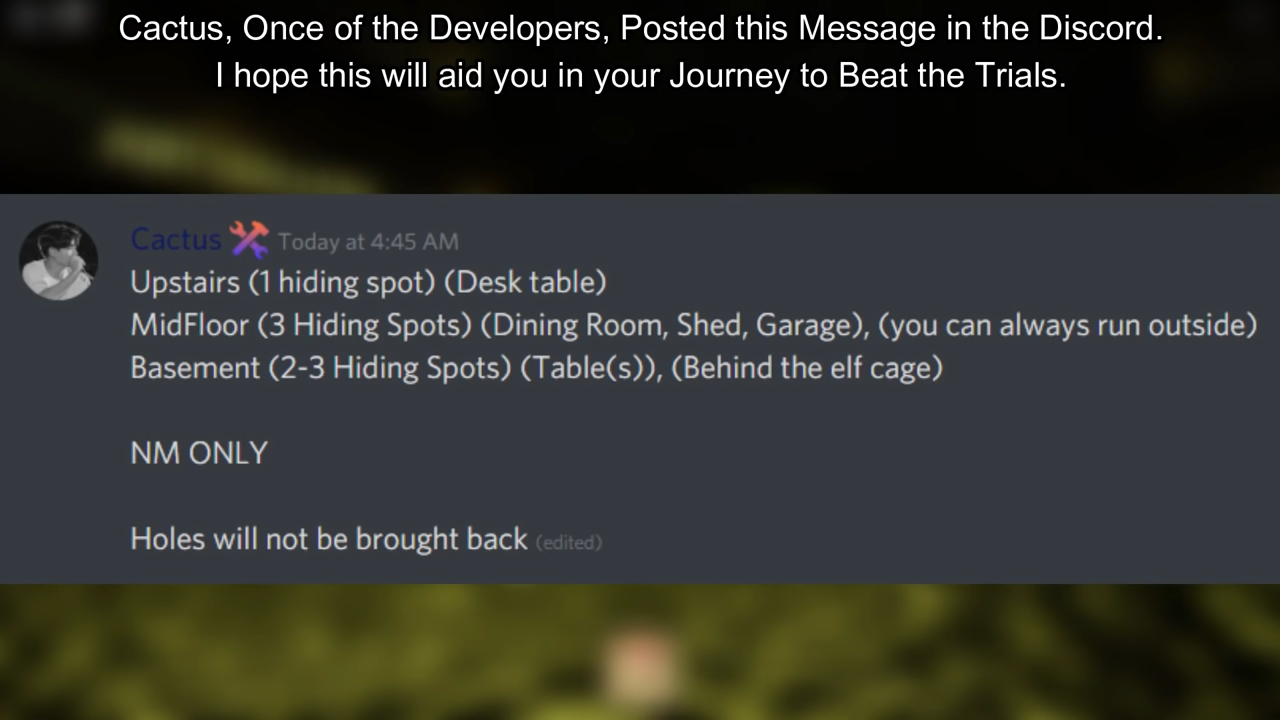 Cactus, Once of the Developers, Posted this Message in the Discord.
I hope this will aid you in your Journey to Beat the Trials.
Cactus Today at 4:45 AM
Upstairs (1 hiding spot) (Desk table)
MidFloor (3 Hiding Spots) (Dining Room, Shed, Garage), (you can always run outside)
Basement (2-3 Hiding Spots) (Table(s)), (Behind the elf cage)
NM ONLY
Holes will not be brought back (edited)